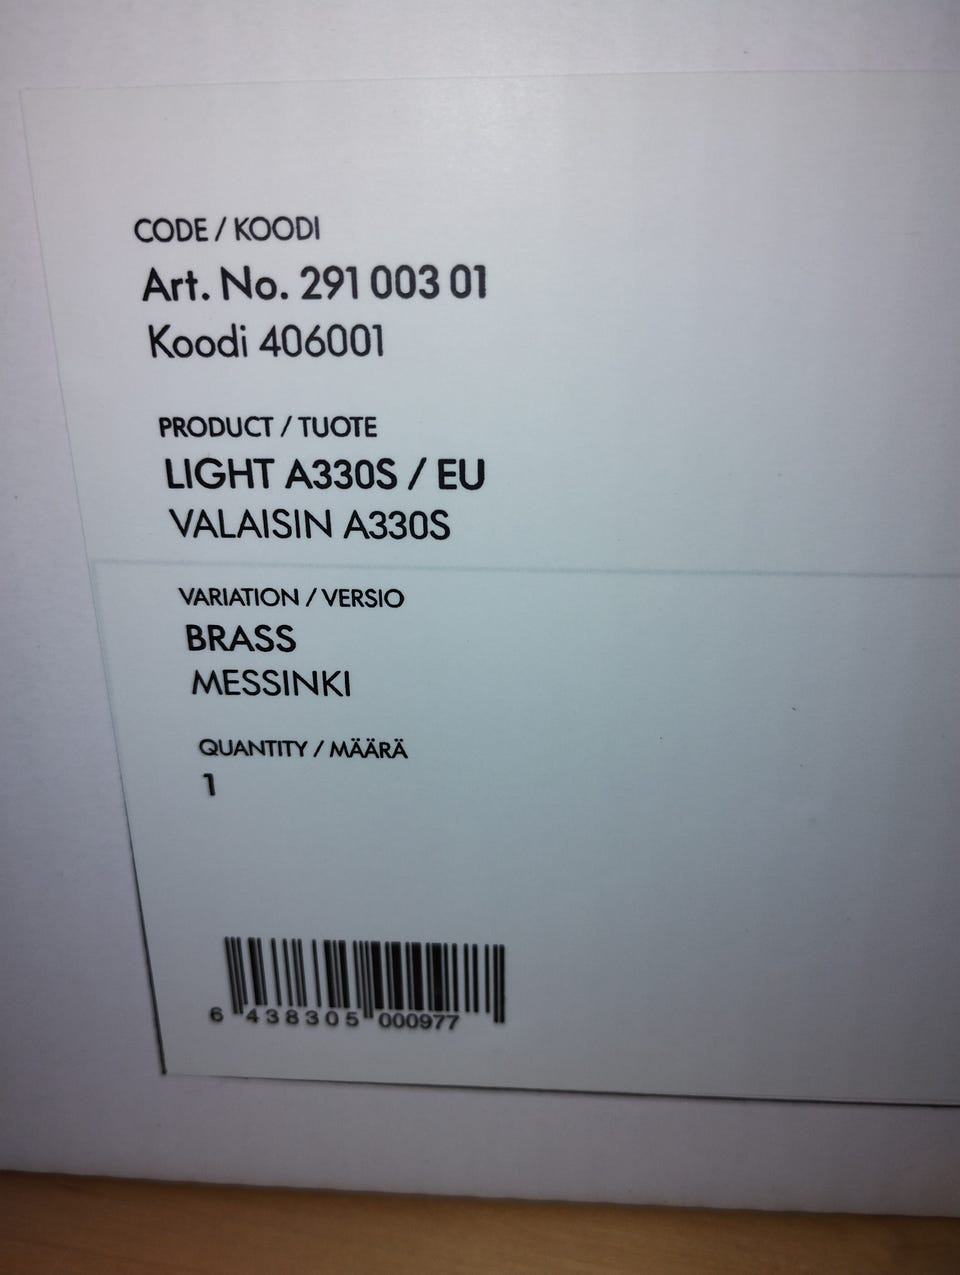 CODE / KOODI
Art. No. 291 003 01
Koodi 406001
PRODUCT / TUOTE
LIGHT A330S / EU
VALAISIN A330S
VARIATION / VERSIO
BRASS
MESSINKI
QUANTITY / MÄÄRÄ
1
6 438305 000977